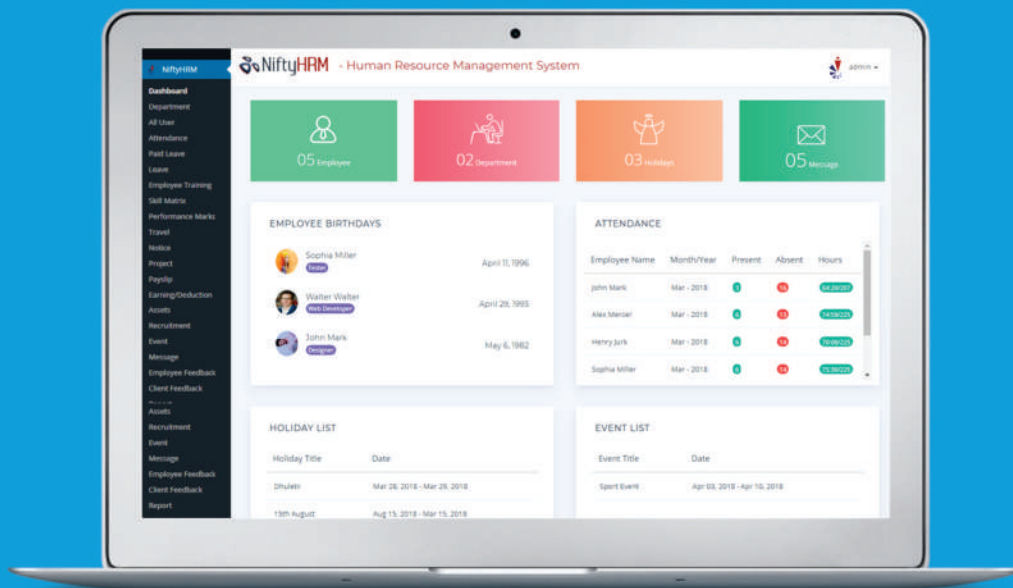 NiftyHRM
NiftyHRM - Human Resource Management System
admin
Dashboard
Department
All User
Attendance
Paid Leave
Leave
Employee Training
Skill Matrix
Performance Marks
Travel
Notice
Project
Payslip
Earning/Deduction
Assets
Recruitment
Event
Message
Employee Feedback
Client Feedback
Assets
Recruitment
Event
Message
Employee Feedback
Client Feedback
Report
05 Employee
02 Department
03 Holidays
05 Message
EMPLOYEE BIRTHDAYS
Sophia Miller
Tester
April 11, 1996
Walter Welter
Web Developer
John Mark
Designer
May 6, 1982
ATTENDANCE
Employee Name Month/Year Present Absent Hours
John Mark Mar - 2018
Alex Mercer Mar - 2018
Henry Jurk Mar - 2018
Sophia Miller Mar - 2018
HOLIDAY LIST
Holiday Title Date
Dhuleti Mar 28, 2018 - Mar 29, 2018
15th August Aug 15, 2018 - Mar 15, 2018
EVENT LIST
Event Title Date
Sport Event Apr 03, 2018 - Apr 10, 2018